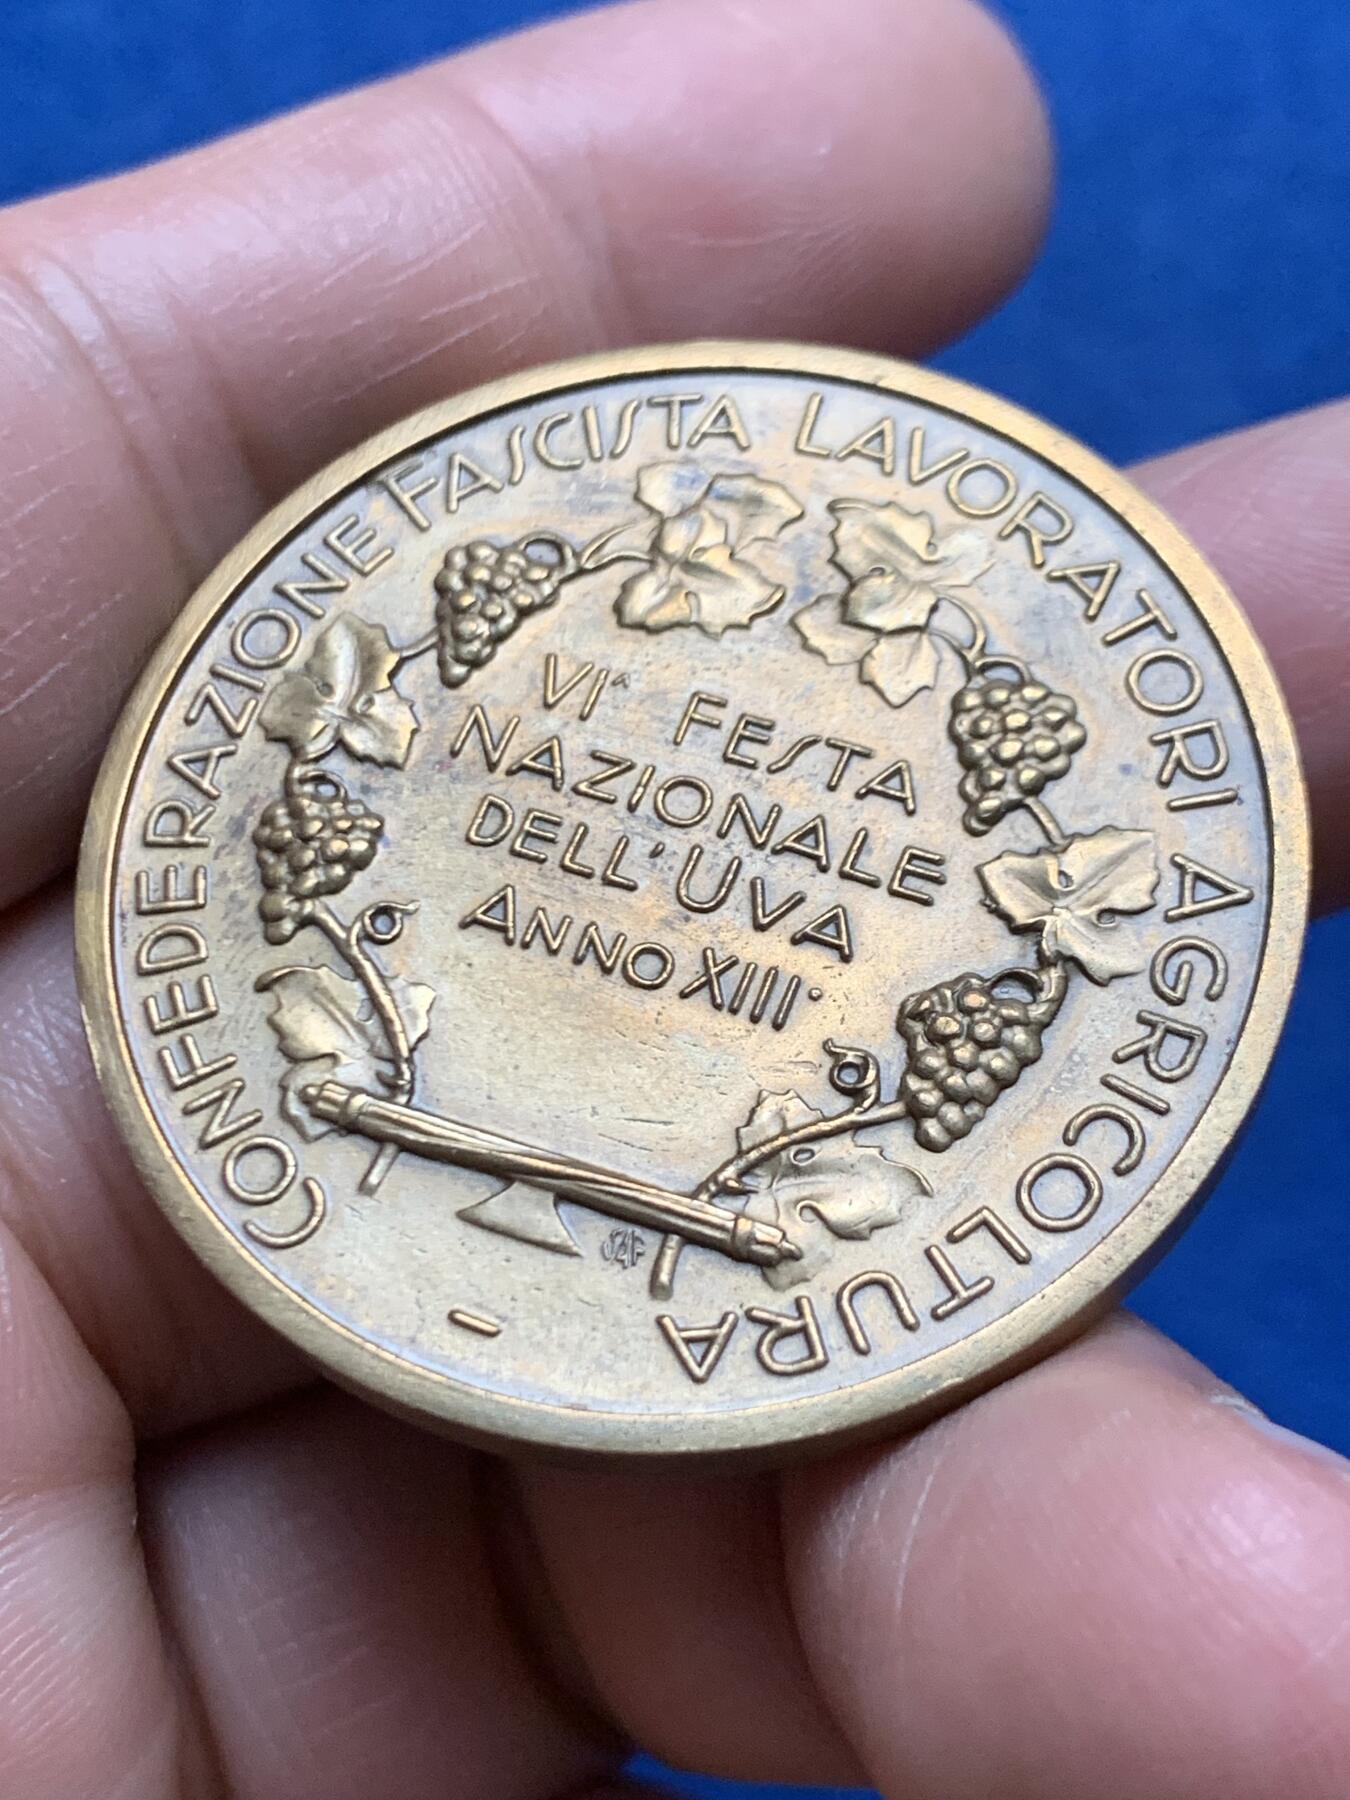 CONFEDERAZIONE FASCISTA LAVORATORI AGRICOLTURA -
VIᴬ FESTA
NAZIONALE
DELL'UVA
ANNO XIII°